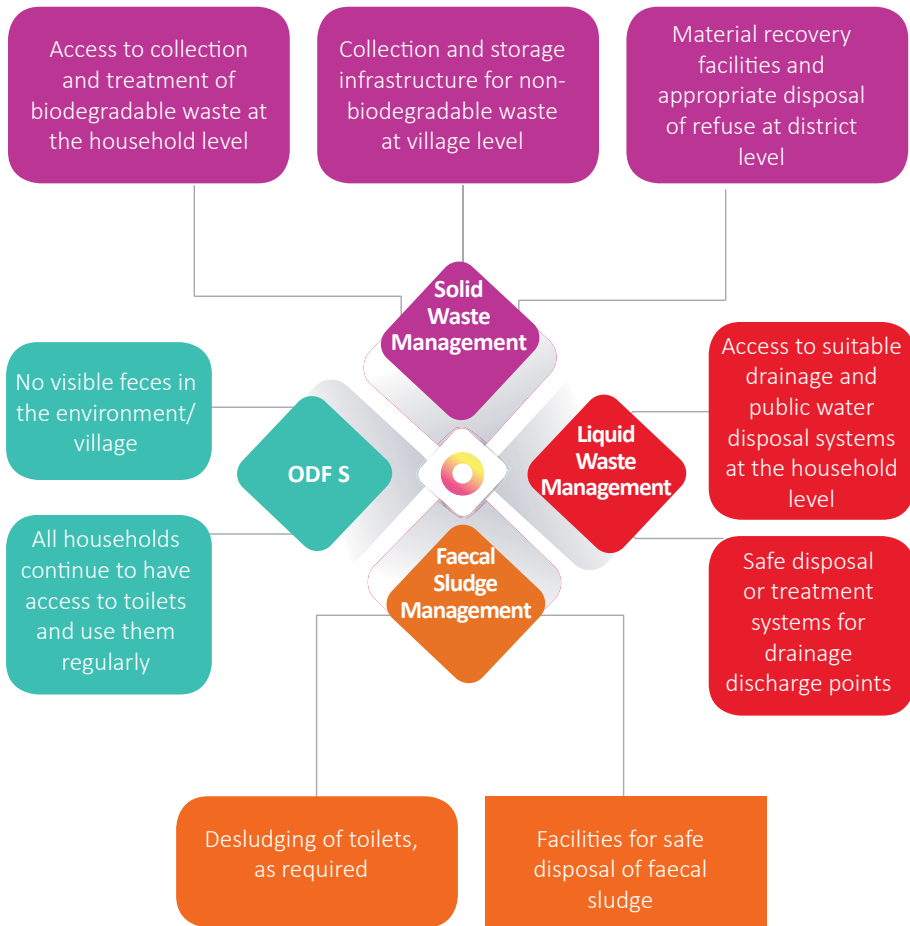 Access to collection
and treatment of
biodegradable waste at
the household level
Collection and storage
infrastructure for non-
biodegradable waste
at village level
Material recovery
facilities and
appropriate disposal
of refuse at district
level
Solid
Waste
Management
No visible feces in
the environment/
village
ODF S
All households
continue to have
access to toilets
and use them
regularly
Liquid
Waste
Management
Access to suitable
drainage and
public water
disposal systems
at the household
level
Safe disposal
or treatment
systems for
drainage
discharge points
Faecal
Sludge
Management
Desludging of toilets,
as required
Facilities for safe
disposal of faecal
sludge